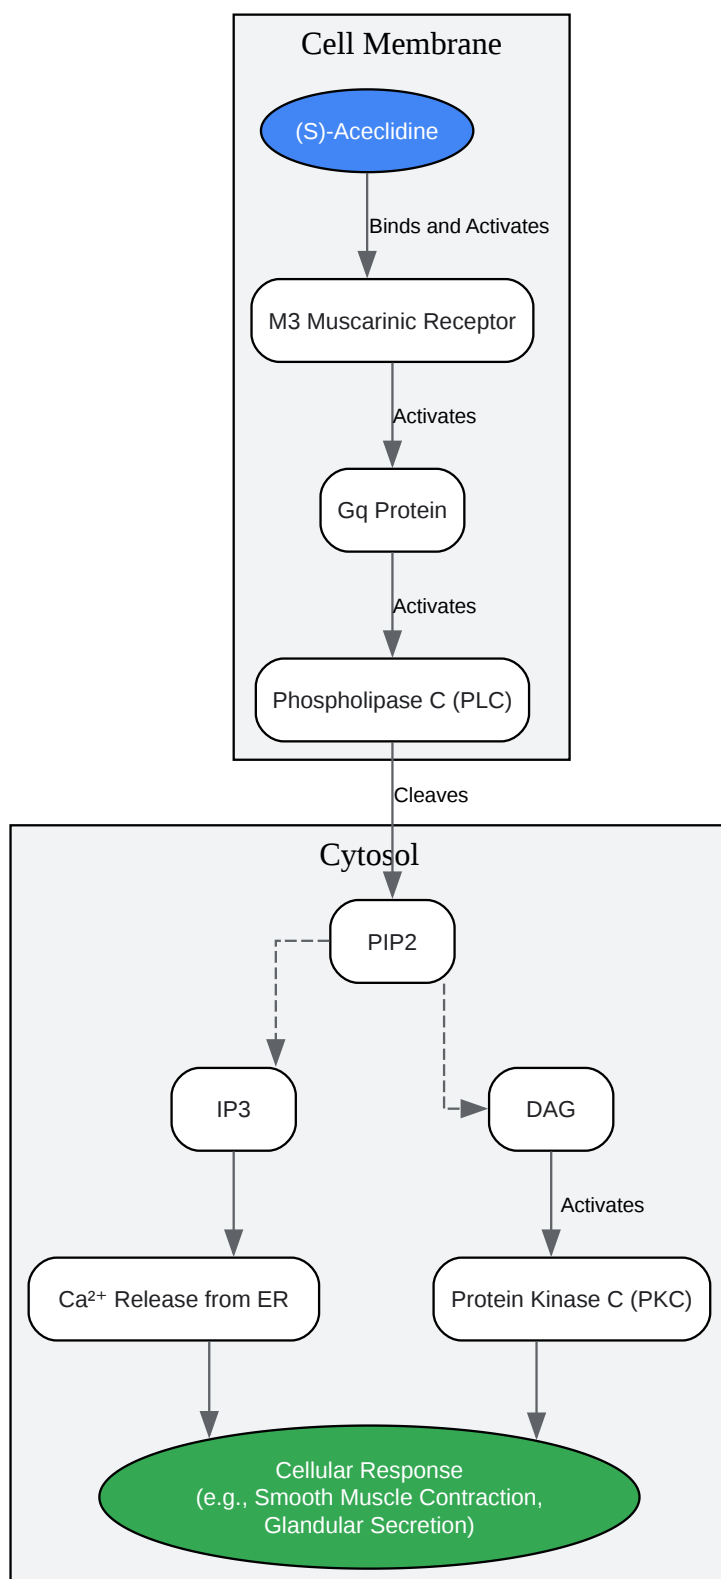 Cell Membrane
(S)-Aceclidine
Binds and Activates
M3 Muscarinic Receptor
Activates
Gq Protein
Activates
Phospholipase C (PLC)
Cleaves
Cytosol
PIP2
IP3
DAG
Activates
Ca²⁺ Release from ER
Protein Kinase C (PKC)
Cellular Response
(e.g., Smooth Muscle Contraction,
Glandular Secretion)